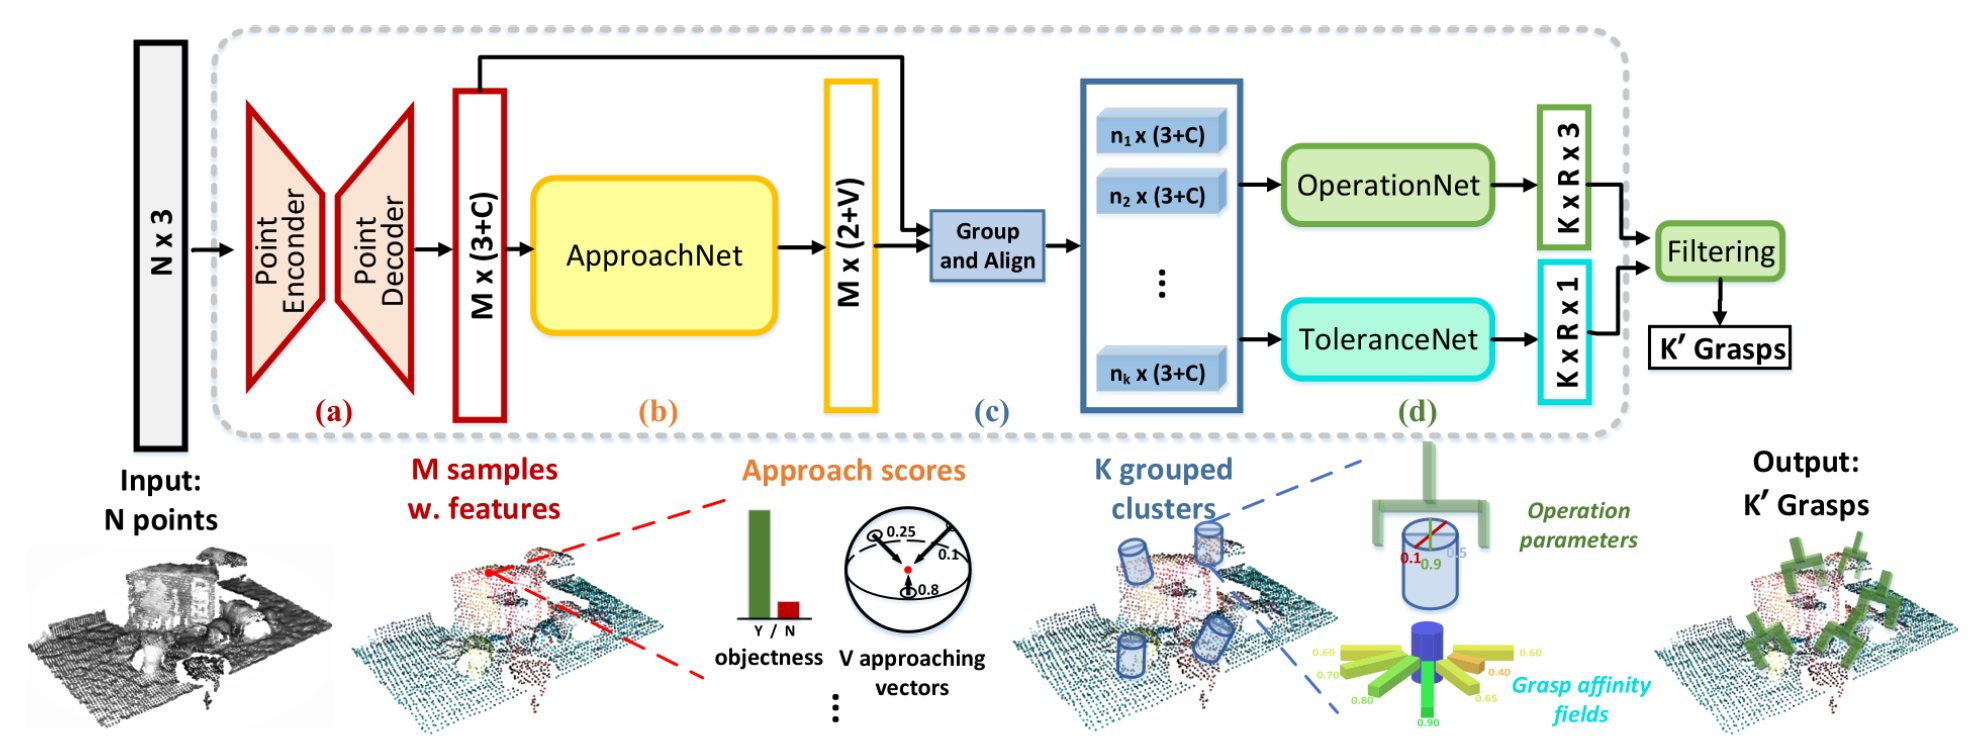 N x 3
Point
Enconder
Point
Decoder
(a)
M x (3+C)
ApproachNet
(b)
M x (2+V)
Group
and Align
(c)
n1 x (3+C)
n2 x (3+C)
⋮
nk x (3+C)
OperationNet
ToleranceNet
(d)
K x R x 3
K x R x 1
Filtering
K′ Grasps
Input:
N points
M samples
w. features
Approach scores
Y / N
objectness
0.25
0.1
0.8
V approaching
vectors
⋮
K grouped
clusters
0.1
0.9
0.5
Operation
parameters
0.60
0.70
0.80
0.90
0.65
0.40
0.60
Grasp affinity
fields
Output:
K′ Grasps